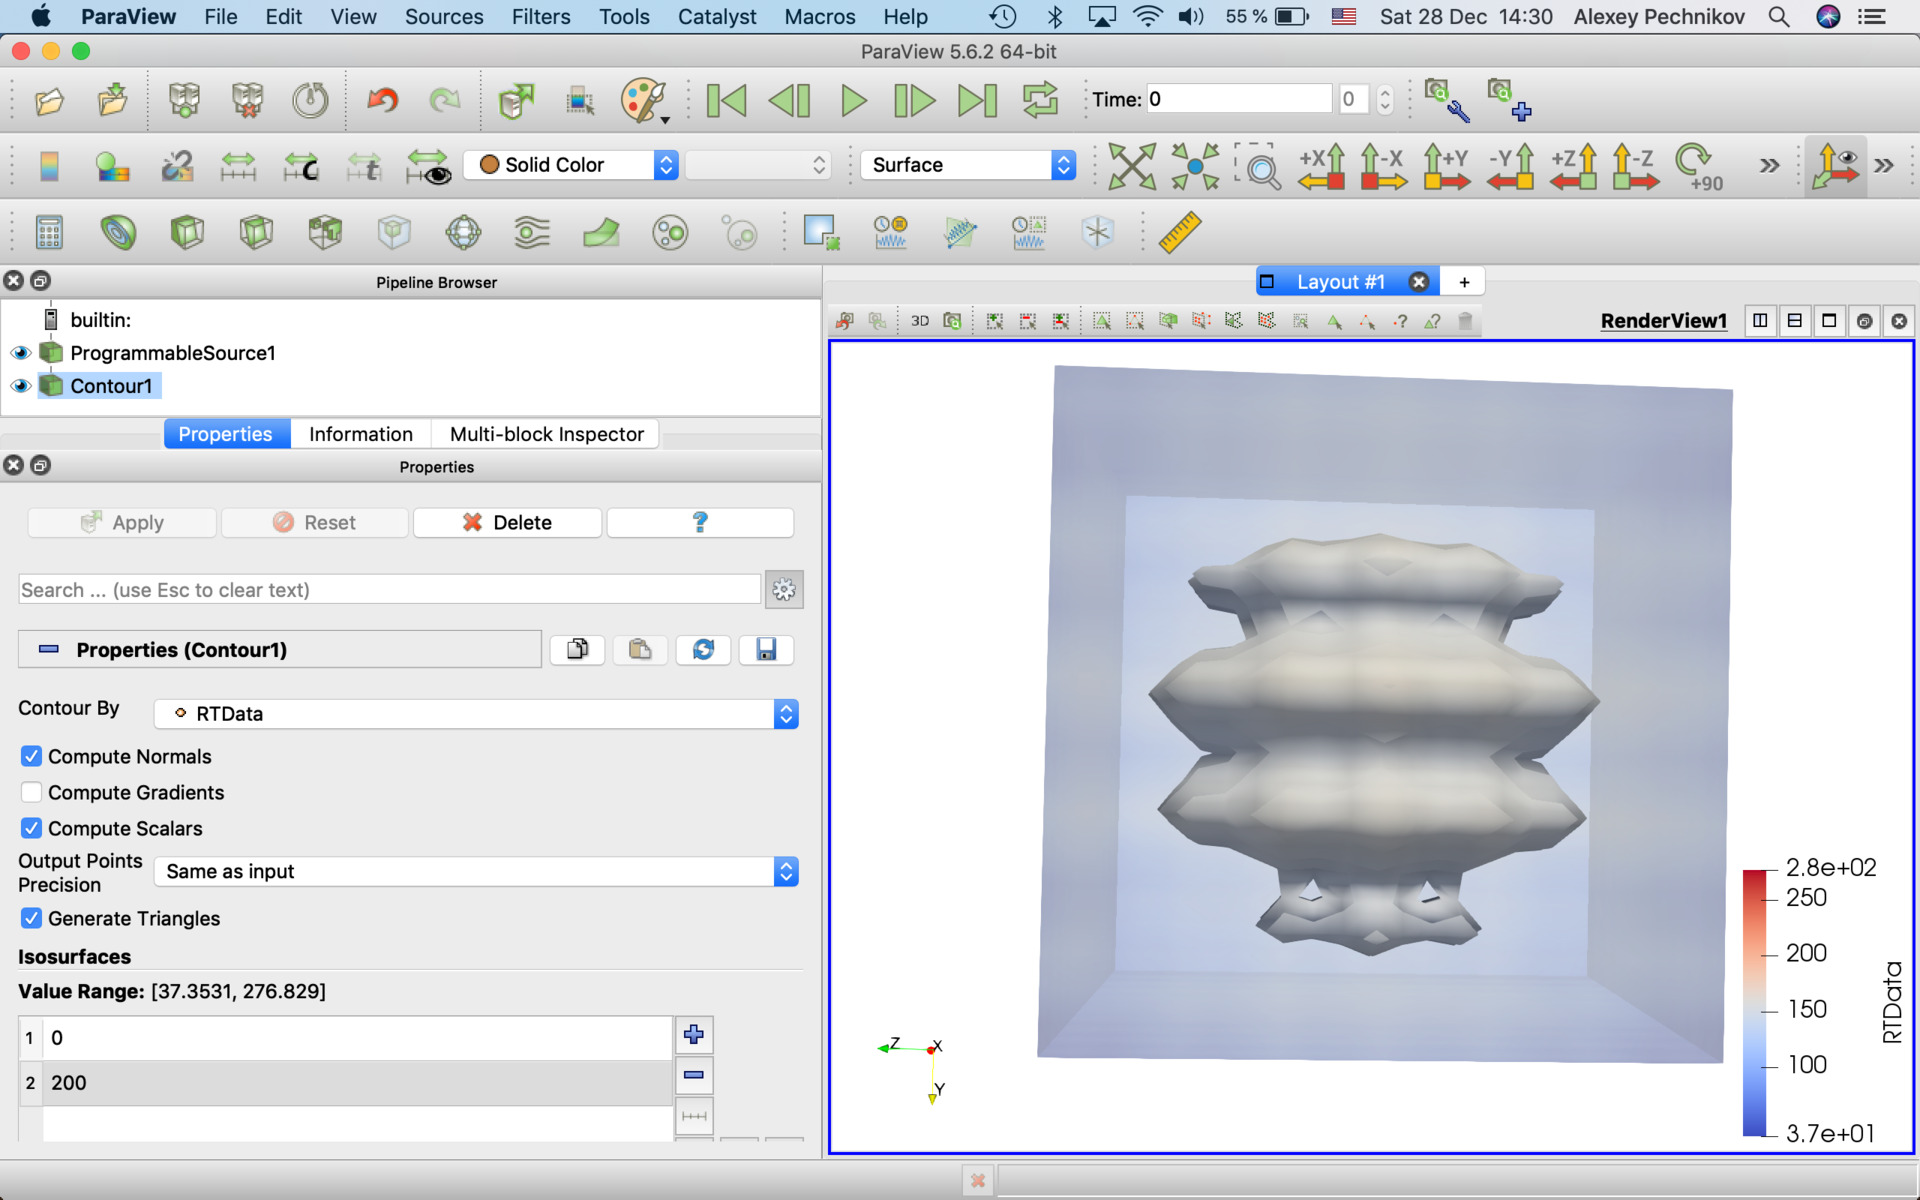 ParaView File Edit View Sources Filters Tools Catalyst Macros Help 55 % Sat 28 Dec 14:30 Alexey Pechnikov
ParaView 5.6.2 64-bit
Time: 0 0
Solid Color Surface +X -X +Y -Y +Z -Z +90
Pipeline Browser
builtin:
ProgrammableSource1
Contour1
Properties Information Multi-block Inspector
Properties
Apply Reset Delete ?
Search ... (use Esc to clear text)
Properties (Contour1)
Contour By RTData
Compute Normals
Compute Gradients
Compute Scalars
Output Points Precision Same as input
Generate Triangles
Isosurfaces
Value Range: [37.3531, 276.829]
1 0
2 200
Layout #1 +
3D RenderView1
2.8e+02
250
200
150
100
3.7e+01
RTData
Z X
Y